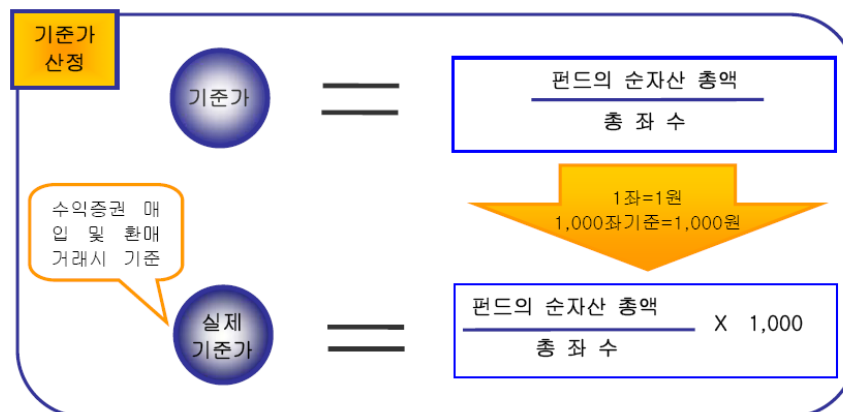 기준가
산정
기준가
펀드의 순자산 총액
총 좌 수
1좌=1원
1,000좌기준=1,000원
수익증권 매
입 및 환매
거래시 기준
실제
기준가
펀드의 순자산 총액
총 좌 수
X 1,000